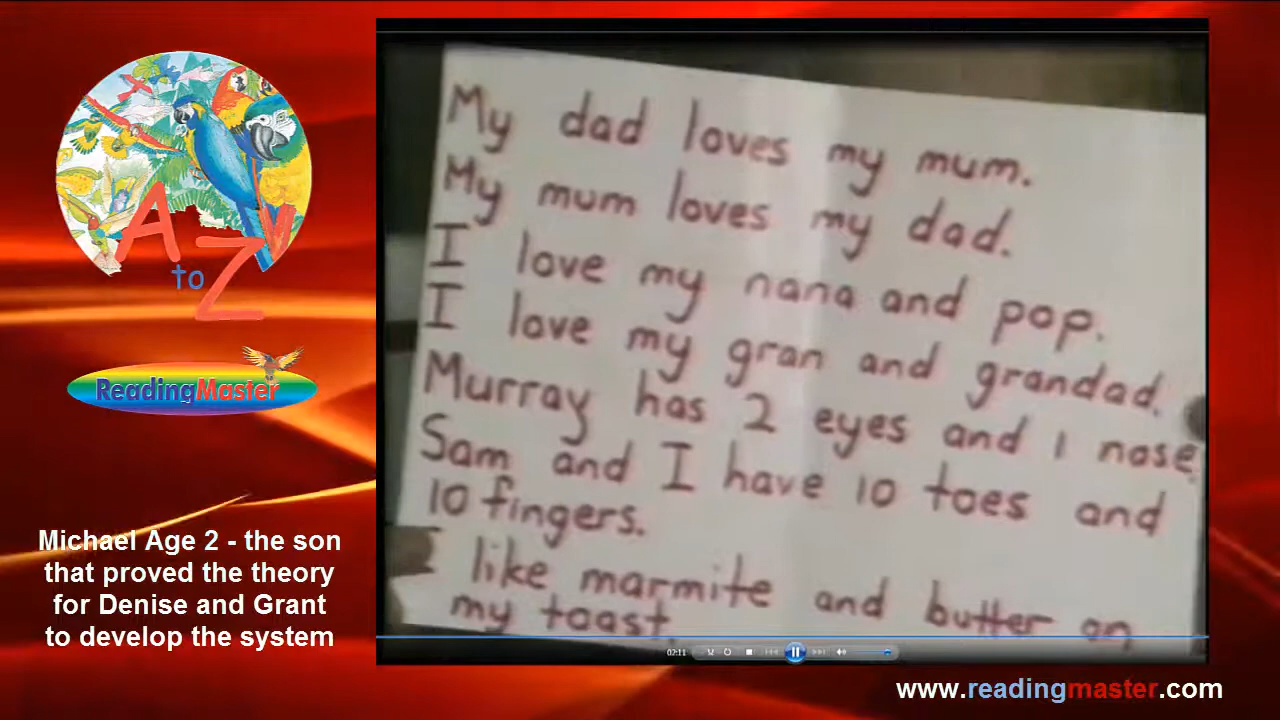 My dad loves my mum.
My mum loves my dad.
I love my nana and pop.
I love my gran and grandad.
Murray has 2 eyes and 1 nose.
Sam and I have 10 toes and
10 fingers.
I like marmite and butter on
my toast.
A
to
Z
ReadingMaster
Michael Age 2 - the son
that proved the theory
for Denise and Grant
to develop the system
02:11
www.readingmaster.com